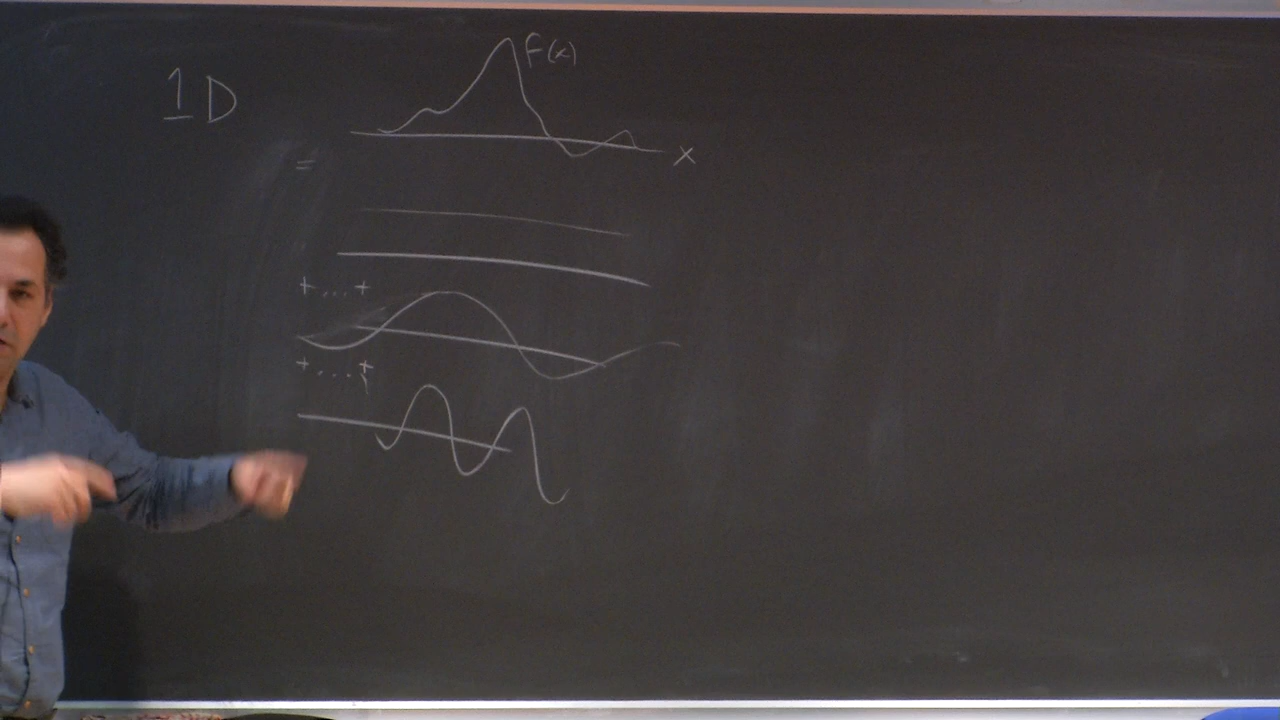 1D
F(x)
x
=
+....+
+....+